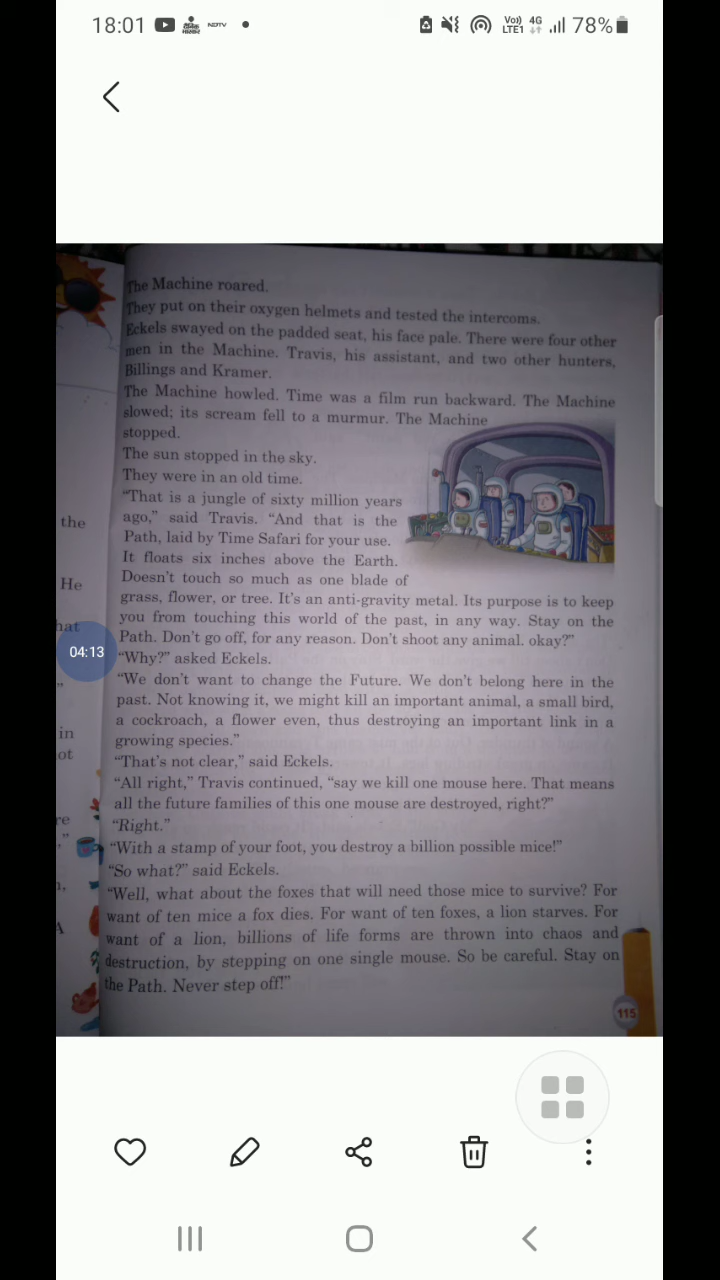 18:01
NDTV
Vo)) 4G
LTE1
78%
The Machine roared.
They put on their oxygen helmets and tested the intercoms.
Eckels swayed on the padded seat, his face pale. There were four other
men in the Machine. Travis, his assistant, and two other hunters,
Billings and Kramer.
The Machine howled. Time was a film run backward. The Machine
slowed; its scream fell to a murmur. The Machine
stopped.
The sun stopped in the sky.
They were in an old time.
"That is a jungle of sixty million years
ago," said Travis. "And that is the
Path, laid by Time Safari for your use.
It floats six inches above the Earth.
Doesn't touch so much as one blade of
grass, flower, or tree. It's an anti-gravity metal. Its purpose is to keep
you from touching this world of the past, in any way. Stay on the
Path. Don't go off, for any reason. Don't shoot any animal. okay?"
"Why?" asked Eckels.
"We don't want to change the Future. We don't belong here in the
past. Not knowing it, we might kill an important animal, a small bird,
a cockroach, a flower even, thus destroying an important link in a
growing species."
"That's not clear," said Eckels.
"All right," Travis continued, "say we kill one mouse here. That means
all the future families of this one mouse are destroyed, right?"
"Right."
"With a stamp of your foot, you destroy a billion possible mice!"
"So what?" said Eckels.
"Well, what about the foxes that will need those mice to survive? For
want of ten mice a fox dies. For want of ten foxes, a lion starves. For
want of a lion, billions of life forms are thrown into chaos and
destruction, by stepping on one single mouse. So be careful. Stay on
the Path. Never step off!"
115
the
He
hat
04:13
"
in
ot
re
,"
n,
A